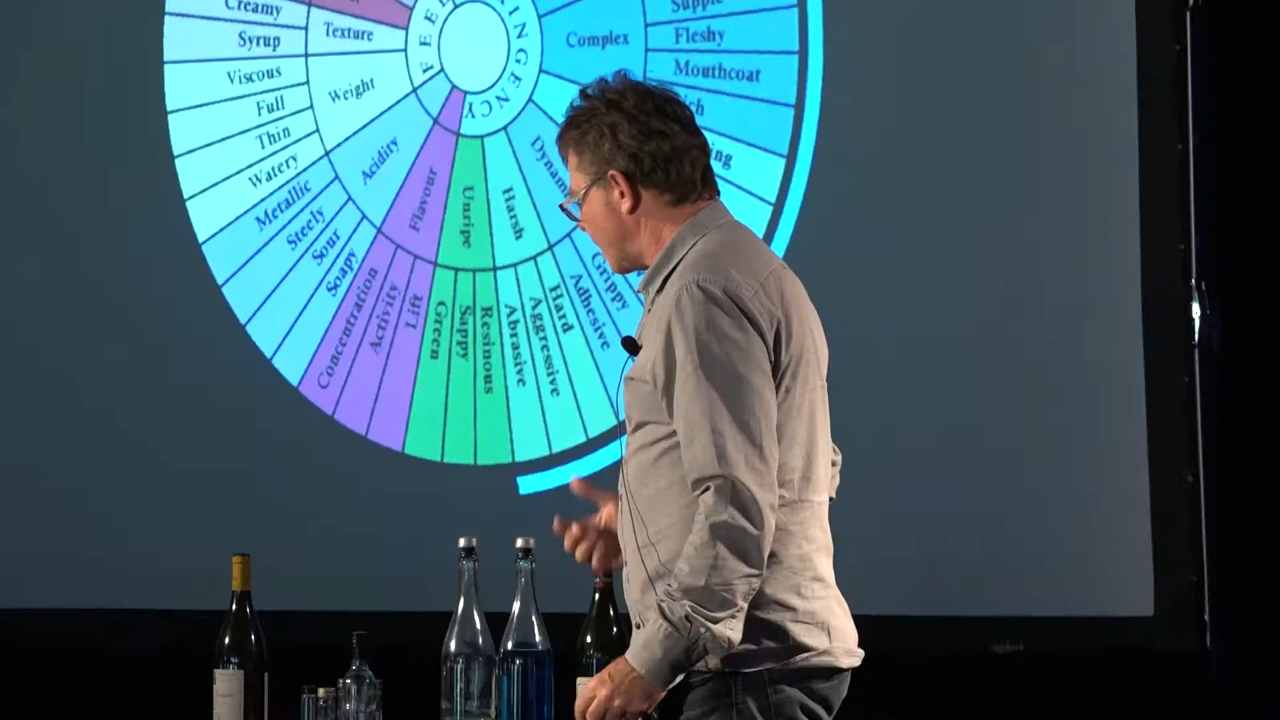 Creamy
Syrup
Viscous
Full
Thin
Watery
Metallic
Steely
Sour
Soapy
Concentration
Activity
Lift
Green
Sappy
Resinous
Abrasive
Aggressive
Hard
Adhesive
Grippy
Mouthcoat
Fleshy
Supple
Texture
Weight
Acidity
Flavour
Unripe
Harsh
Complex